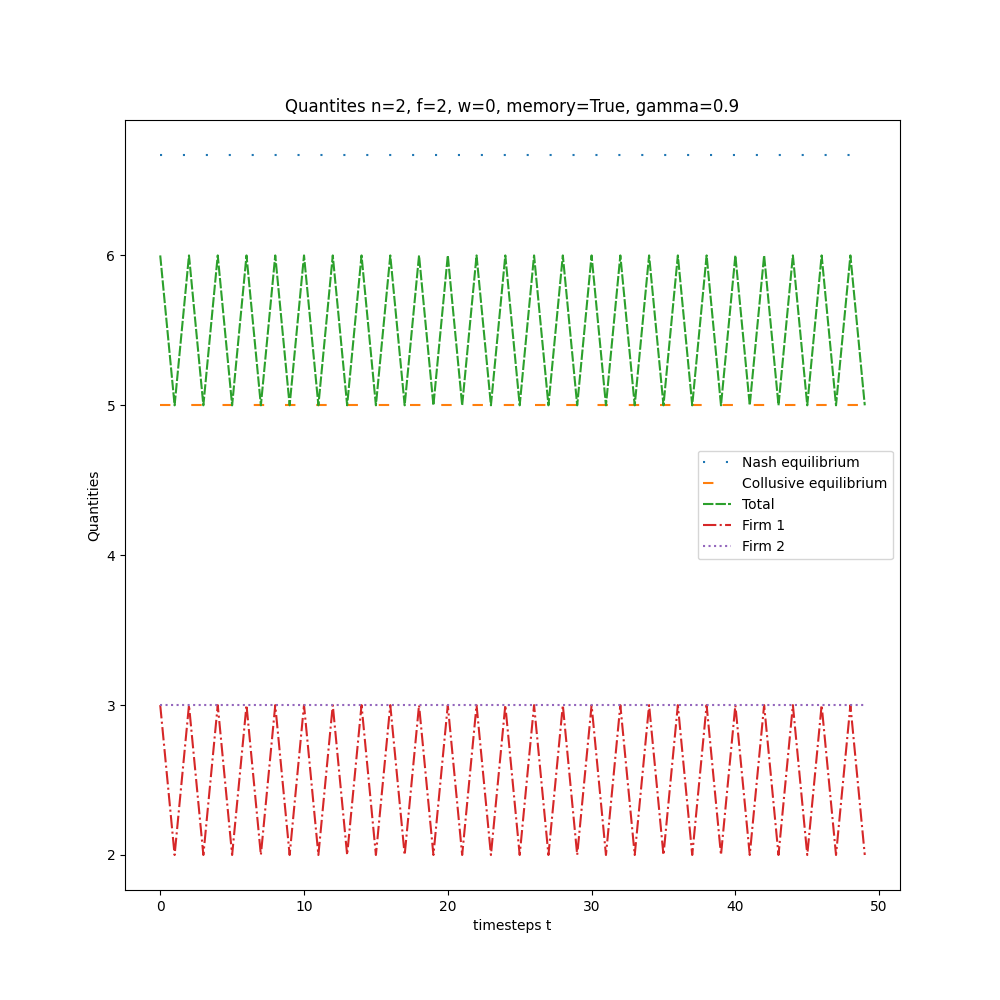 Quantites n=2, f=2, w=0, memory=True, gamma=0.9
6
5
4
3
2
Quantities
Nash equilibrium
Collusive equilibrium
Total
Firm 1
Firm 2
0 10 20 30 40 50
timesteps t